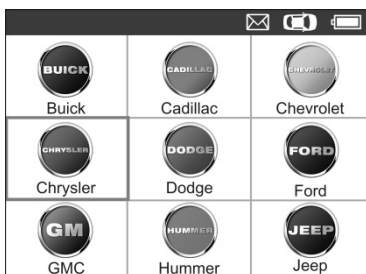 BUICK CADILLAC CHEVROLET
Buick Cadillac Chevrolet
CHRYSLER DODGE FORD
Chrysler Dodge Ford
GM HUMMER JEEP
GMC Hummer Jeep